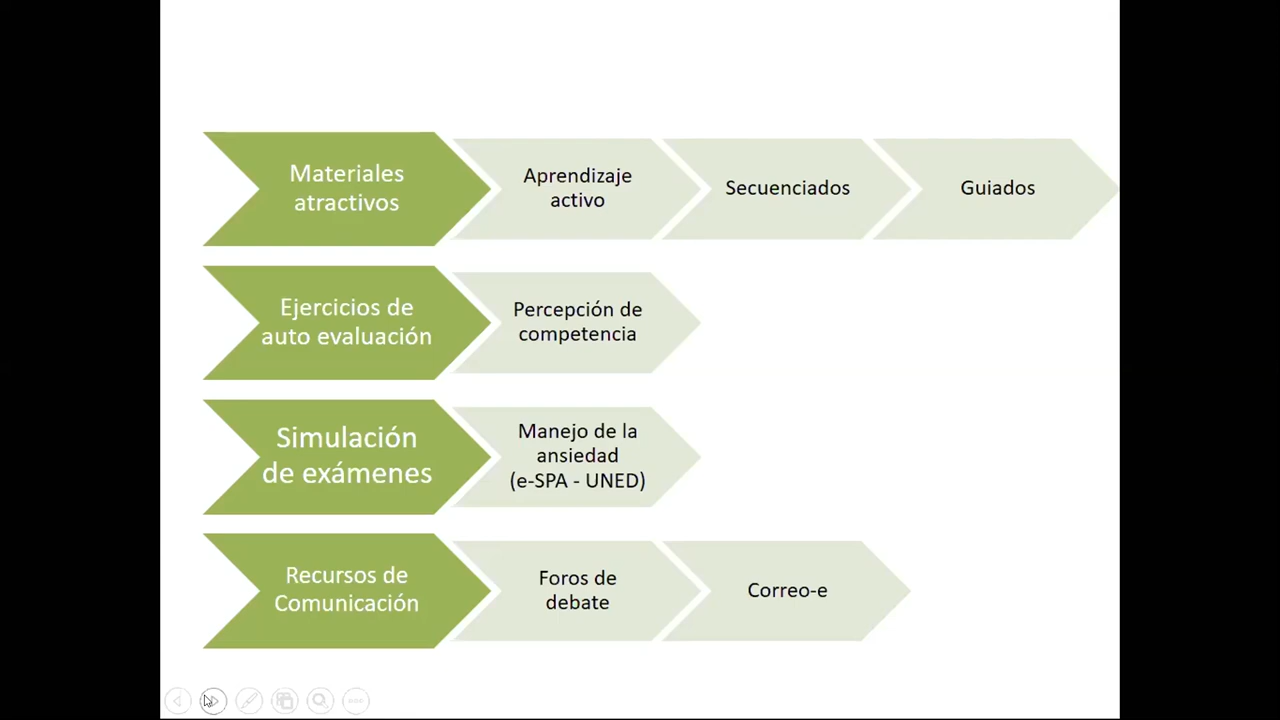 Materiales
atractivos
Aprendizaje
activo
Secuenciados
Guiados
Ejercicios de
auto evaluación
Percepción de
competencia
Simulación
de exámenes
Manejo de la
ansiedad
(e-SPA - UNED)
Recursos de
Comunicación
Foros de
debate
Correo-e